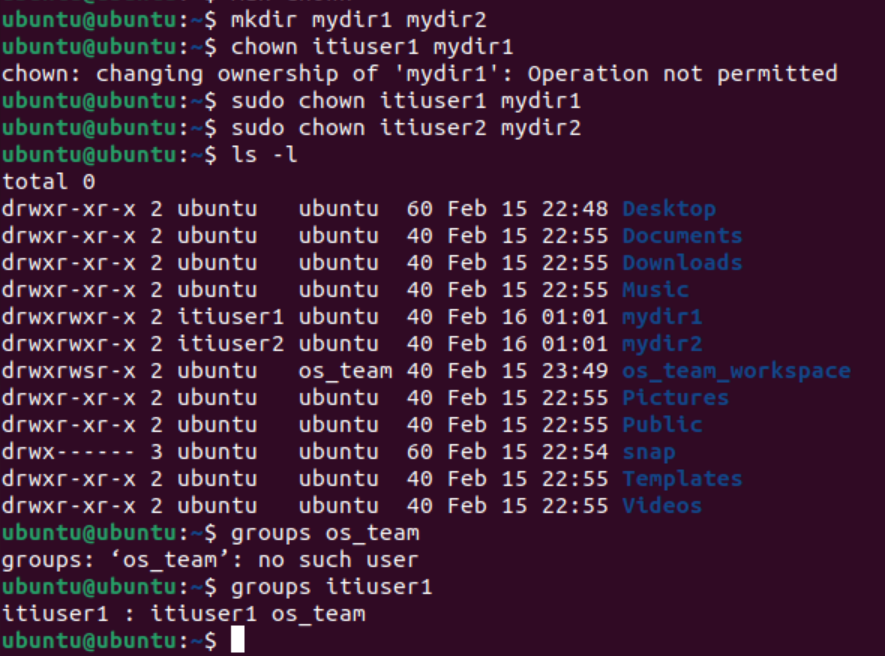 ubuntu@ubuntu:~$ mkdir mydir1 mydir2
ubuntu@ubuntu:~$ chown itiuser1 mydir1
chown: changing ownership of 'mydir1': Operation not permitted
ubuntu@ubuntu:~$ sudo chown itiuser1 mydir1
ubuntu@ubuntu:~$ sudo chown itiuser2 mydir2
ubuntu@ubuntu:~$ ls -l
total 0
drwxr-xr-x 2 ubuntu   ubuntu  60 Feb 15 22:48 Desktop
drwxr-xr-x 2 ubuntu   ubuntu  40 Feb 15 22:55 Documents
drwxr-xr-x 2 ubuntu   ubuntu  40 Feb 15 22:55 Downloads
drwxr-xr-x 2 ubuntu   ubuntu  40 Feb 15 22:55 Music
drwxrwxr-x 2 itiuser1 ubuntu  40 Feb 16 01:01 mydir1
drwxrwxr-x 2 itiuser2 ubuntu  40 Feb 16 01:01 mydir2
drwxrwsr-x 2 ubuntu   os_team 40 Feb 15 23:49 os_team_workspace
drwxr-xr-x 2 ubuntu   ubuntu  40 Feb 15 22:55 Pictures
drwxr-xr-x 2 ubuntu   ubuntu  40 Feb 15 22:55 Public
drwx------ 3 ubuntu   ubuntu  60 Feb 15 22:54 snap
drwxr-xr-x 2 ubuntu   ubuntu  40 Feb 15 22:55 Templates
drwxr-xr-x 2 ubuntu   ubuntu  40 Feb 15 22:55 Videos
ubuntu@ubuntu:~$ groups os_team
groups: ‘os_team’: no such user
ubuntu@ubuntu:~$ groups itiuser1
itiuser1 : itiuser1 os_team
ubuntu@ubuntu:~$